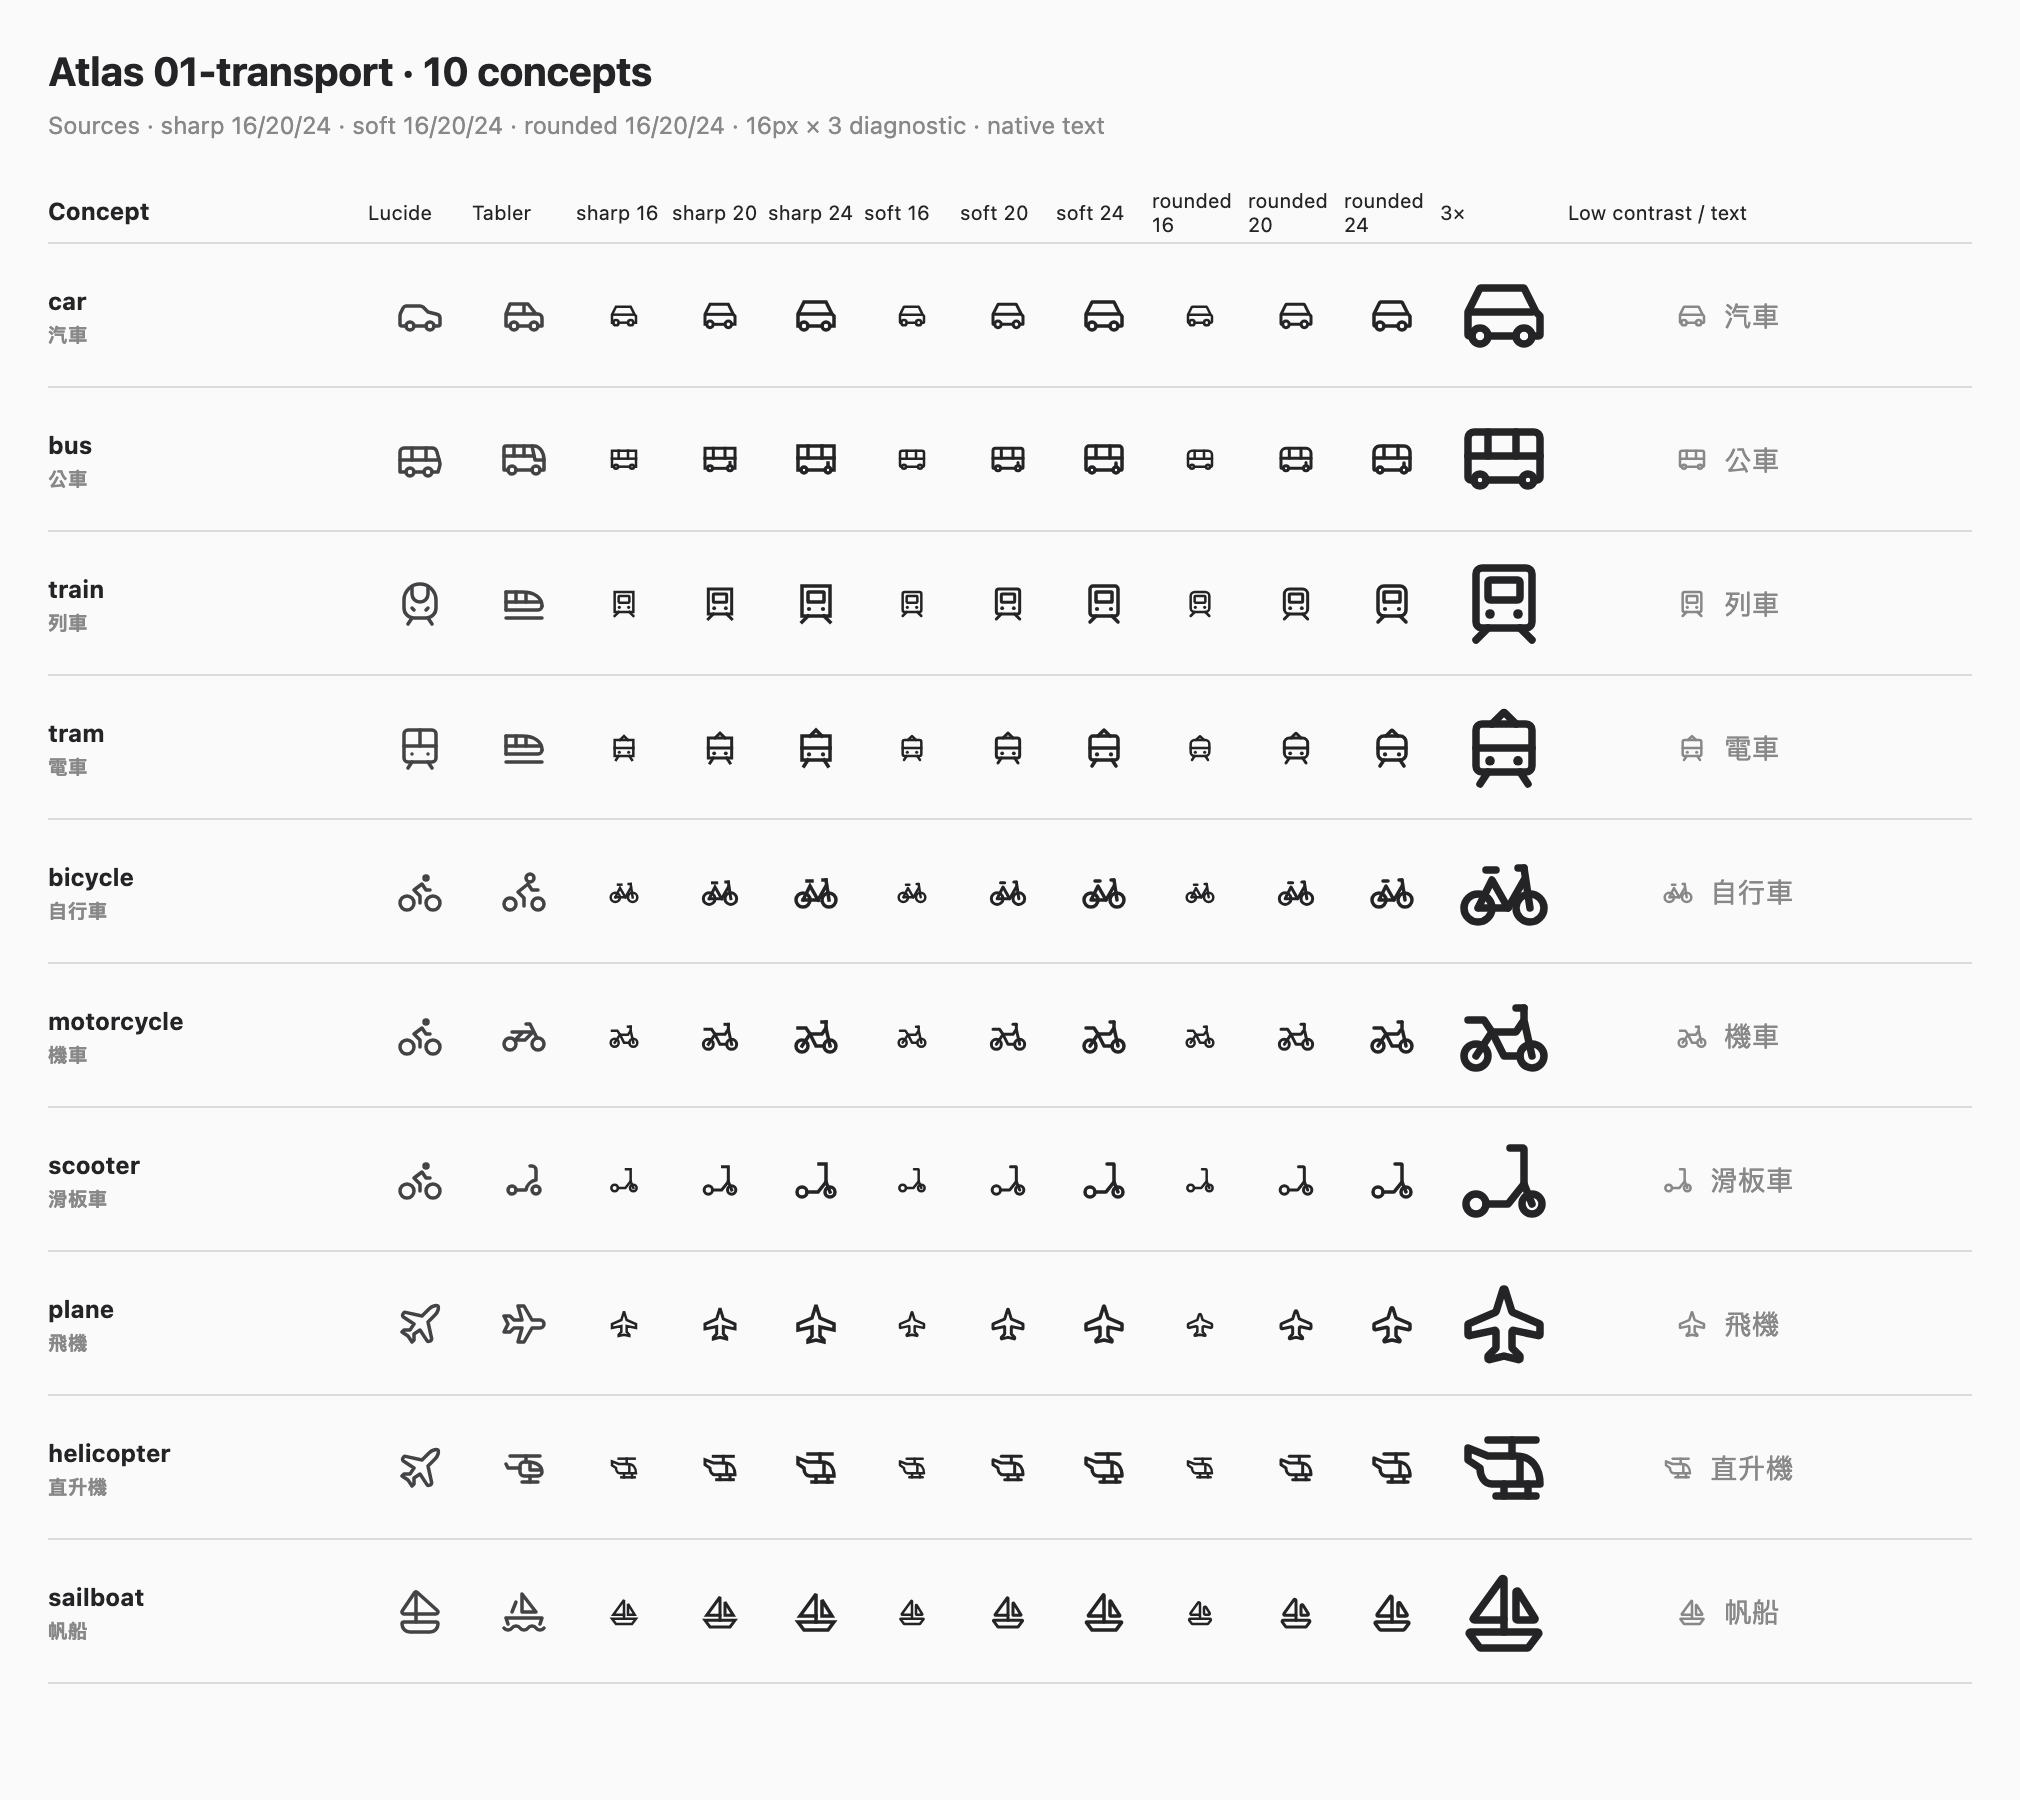 Atlas 01-transport · 10 concepts
Sources · sharp 16/20/24 · soft 16/20/24 · rounded 16/20/24 · 16px × 3 diagnostic · native text
Concept Lucide Tabler sharp 16 sharp 20 sharp 24 soft 16 soft 20 soft 24 rounded 16 rounded 20 rounded 24 3× Low contrast / text
car
汽車
汽車
bus
公車
公車
train
列車
列車
tram
電車
電車
bicycle
自行車
自行車
motorcycle
機車
機車
scooter
滑板車
滑板車
plane
飛機
飛機
helicopter
直升機
直升機
sailboat
帆船
帆船